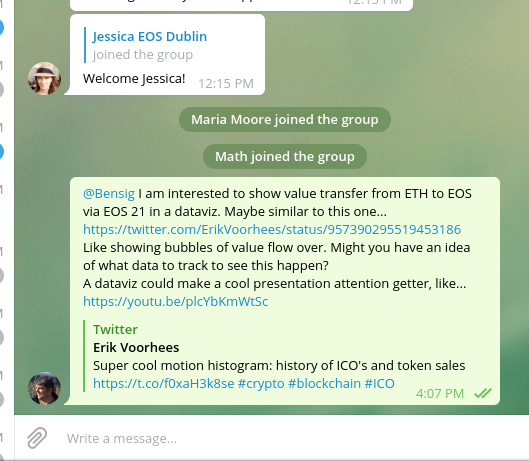 12:15 PM
Jessica EOS Dublin
joined the group
Welcome Jessica! 12:15 PM
Maria Moore joined the group
Math joined the group
@Bensig I am interested to show value transfer from ETH to EOS
via EOS 21 in a dataviz. Maybe similar to this one...
https://twitter.com/ErikVoorhees/status/957390295519453186
Like showing bubbles of value flow over. Might you have an idea
of what data to track to see this happen?
A dataviz could make a cool presentation attention getter, like...
https://youtu.be/plcYbKmWtSc
Twitter
Erik Voorhees
Super cool motion histogram: history of ICO's and token sales
https://t.co/f0xaH3k8se #crypto #blockchain #ICO
4:07 PM
Write a message...